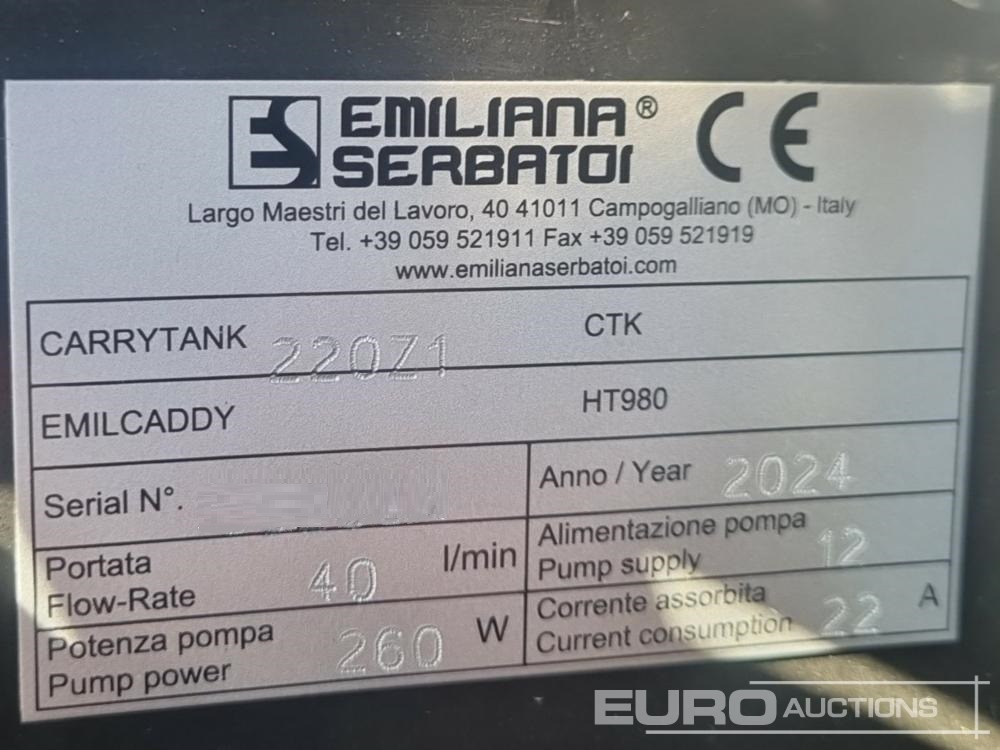 EMILIANA®
SERBATOI
CE
Largo Maestri del Lavoro, 40 41011 Campogalliano (MO) - Italy
Tel. +39 059 521911 Fax +39 059 521919
www.emilianaserbatoi.com
CARRYTANK 220Z1 CTK
EMILCADDY HT980
Serial N°.
Anno / Year 2024
Portata
Flow-Rate 40 l/min
Alimentazione pompa
Pump supply 12
Potenza pompa
Pump power 260 W
Corrente assorbita
Current consumption 22 A
EURO AUCTIONS